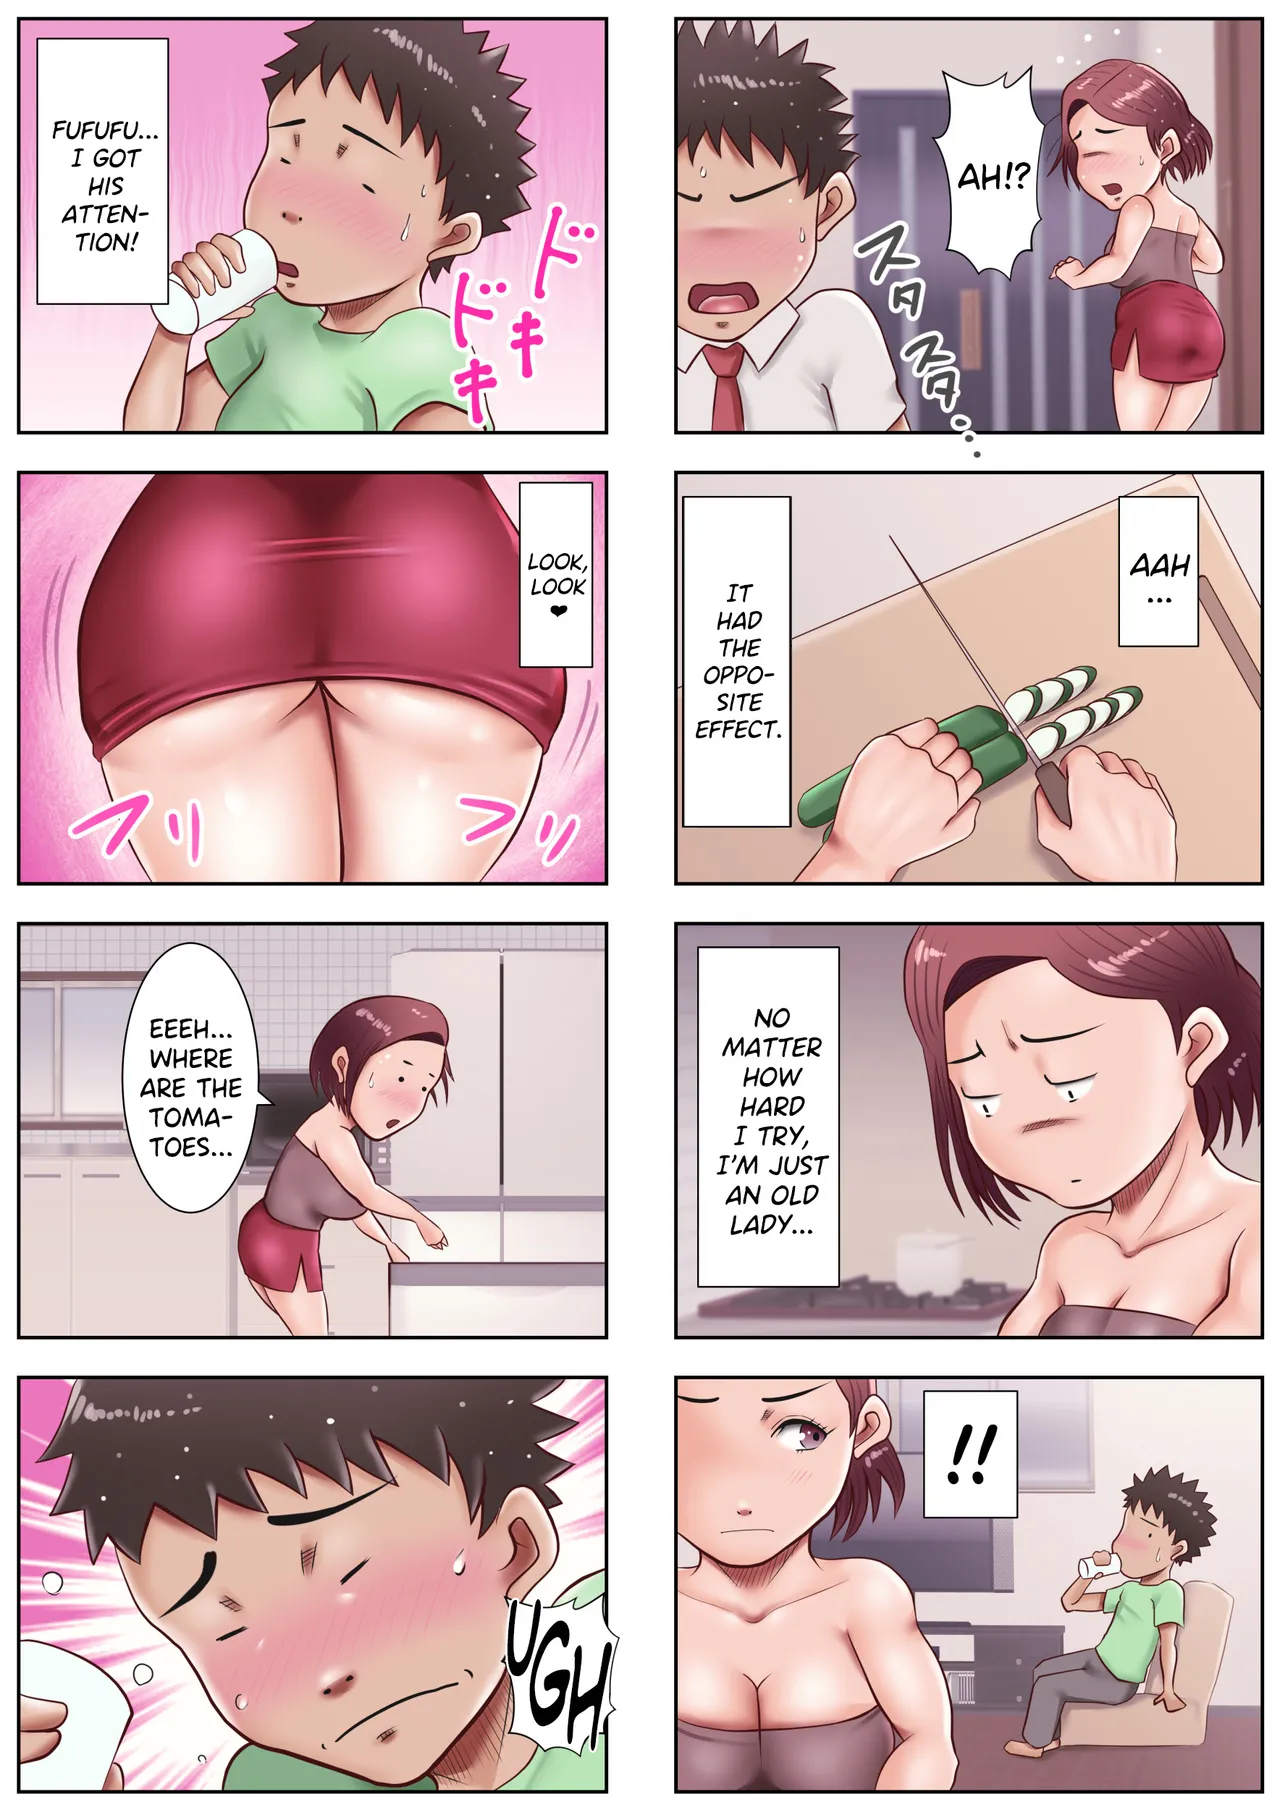 AH!?
スタ
スタ…
AAH
...
IT
HAD
THE
OPPO-
SITE
EFFECT.
NO
MATTER
HOW
HARD
I TRY,
I'M JUST
AN OLD
LADY...
!!
FUFUFU...
I GOT
HIS
ATTEN-
TION!
ドキ
ドキ
LOOK,
LOOK
❤
フリ
フリ
EEEH...
WHERE
ARE THE
TOMA-
TOES...
UGH